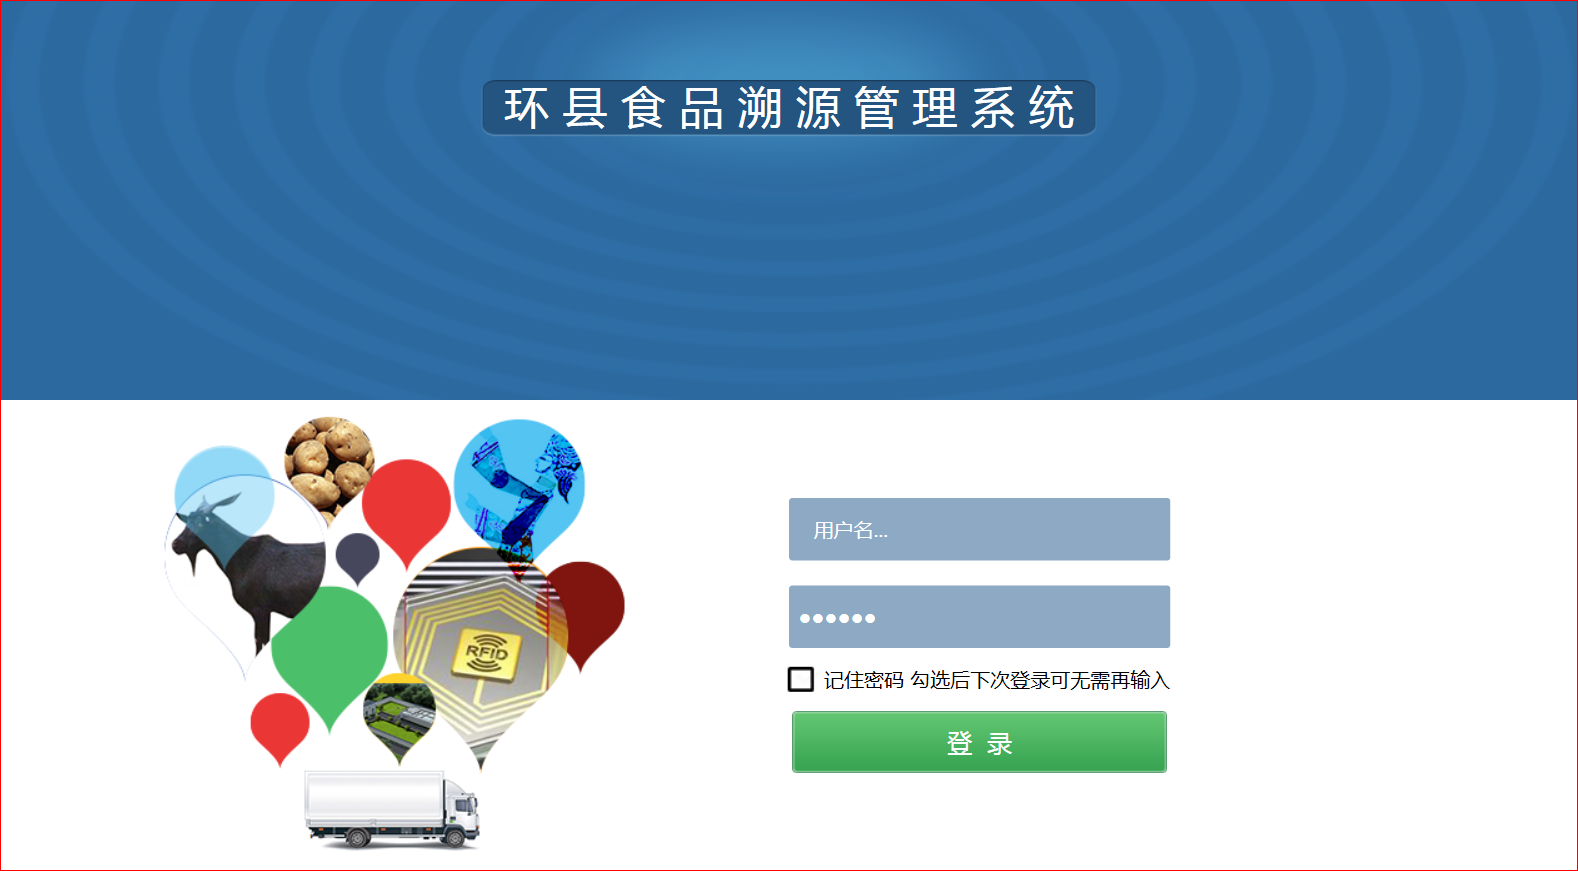 环县食品溯源管理系统
用户名...
••••••
记住密码 勾选后下次登录可无需再输入
登 录
RFID